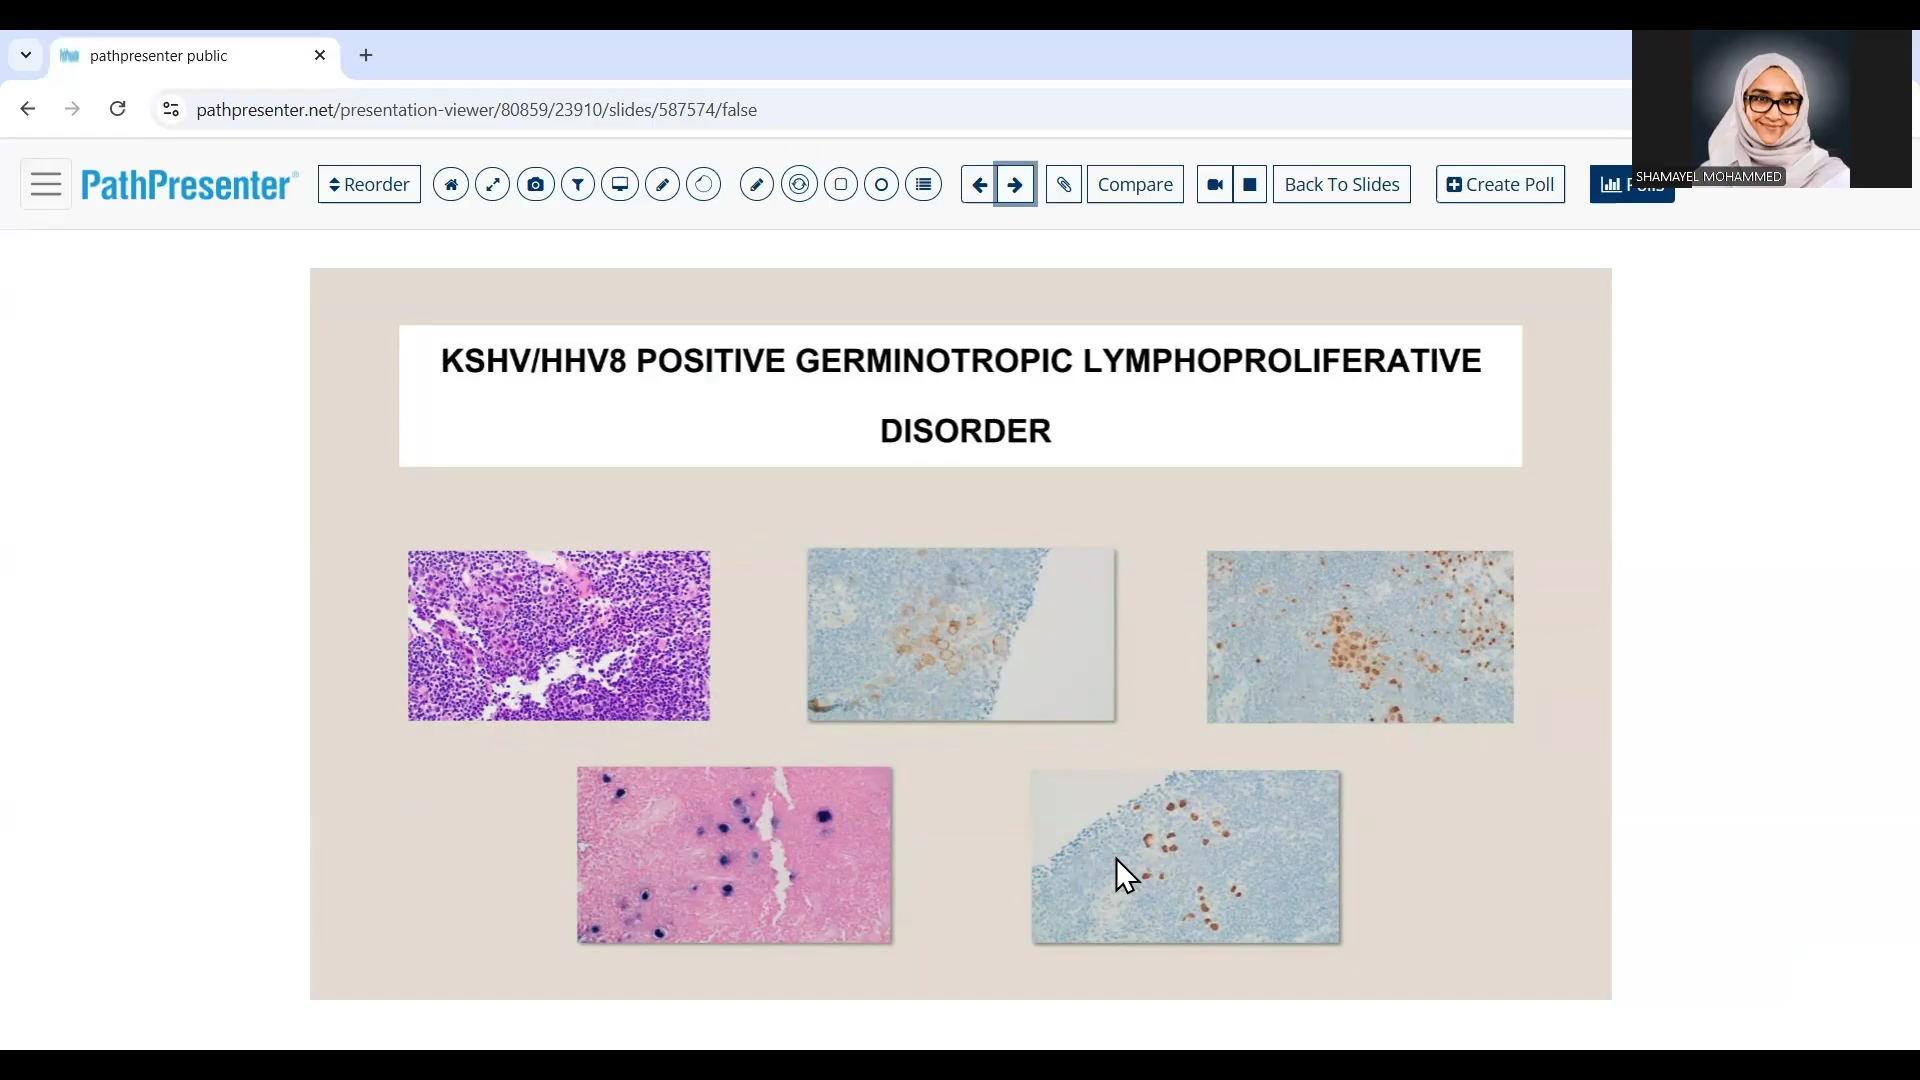 pathpresenter public
pathpresenter.net/presentation-viewer/80859/23910/slides/587574/false
SHAMAYEL MOHAMMED
PathPresenter
Reorder
Compare
Back To Slides
Create Poll
KSHV/HHV8 POSITIVE GERMINOTROPIC LYMPHOPROLIFERATIVE
DISORDER